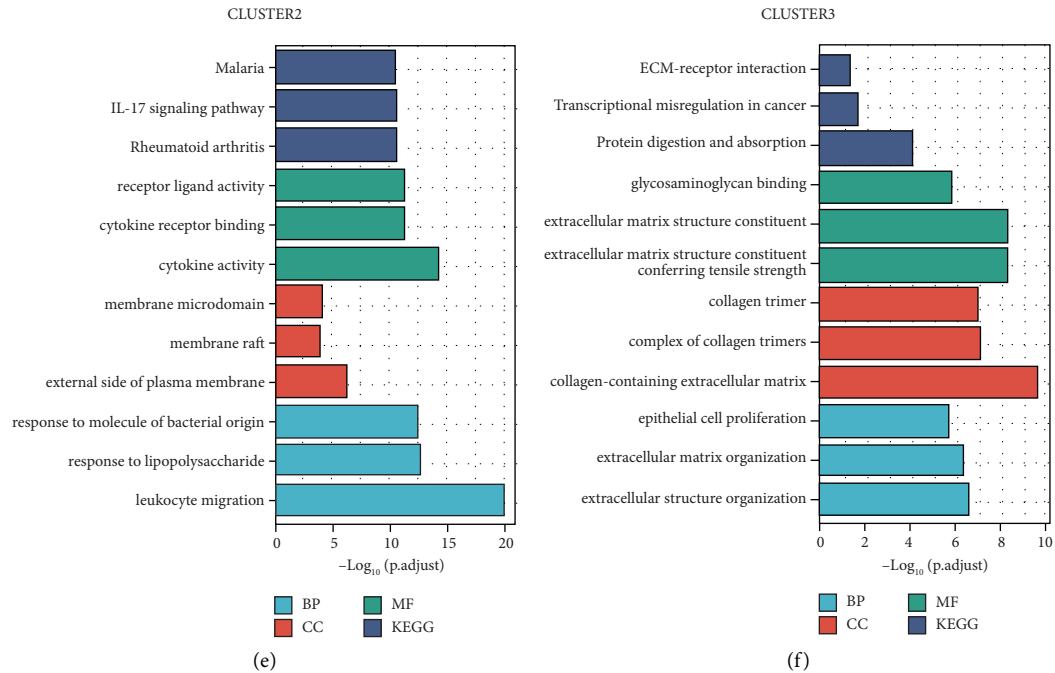 CLUSTER2
Malaria
IL-17 signaling pathway
Rheumatoid arthritis
receptor ligand activity
cytokine receptor binding
cytokine activity
membrane microdomain
membrane raft
external side of plasma membrane
response to molecule of bacterial origin
response to lipopolysaccharide
leukocyte migration
0 5 10 15 20
–Log10 (p.adjust)
BP MF
CC KEGG
(e)
CLUSTER3
ECM-receptor interaction
Transcriptional misregulation in cancer
Protein digestion and absorption
glycosaminoglycan binding
extracellular matrix structure constituent
extracellular matrix structure constituent
conferring tensile strength
collagen trimer
complex of collagen trimers
collagen-containing extracellular matrix
epithelial cell proliferation
extracellular matrix organization
extracellular structure organization
0 2 4 6 8 10
–Log10 (p.adjust)
BP MF
CC KEGG
(f)